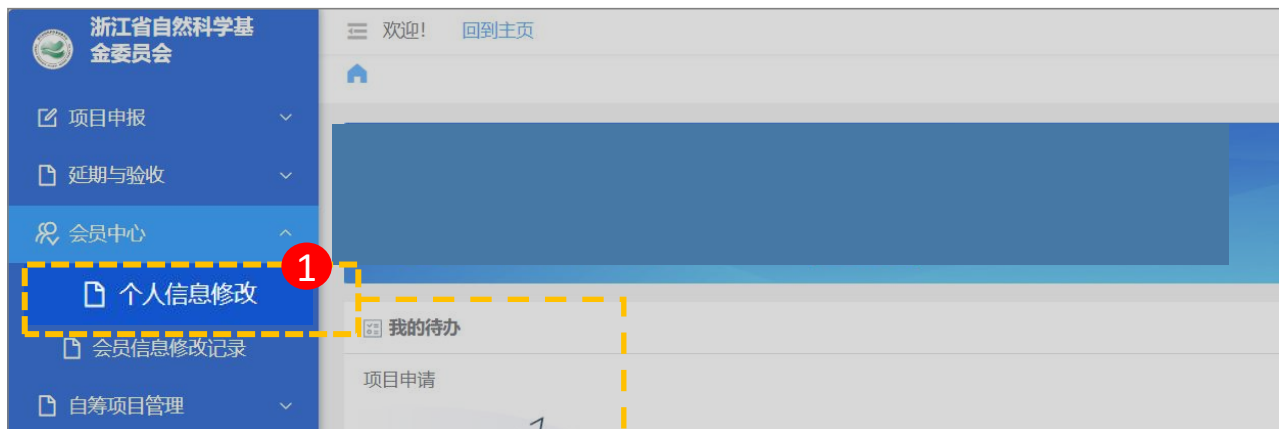 浙江省自然科学基
金委员会
欢迎! 回到主页
项目申报
延期与验收
会员中心
1
个人信息修改
会员信息修改记录
自筹项目管理
我的待办
项目申请